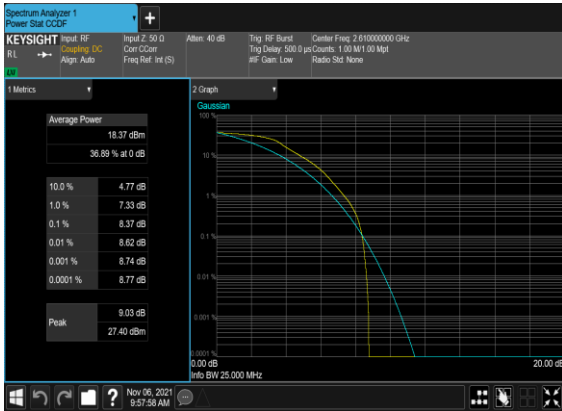 Spectrum Analyzer 1
Power Stat CCDF
KEYSIGHT
RL
Input: RF
Coupling: DC
Align: Auto
Input Z: 50 Ω
Corr CCorr
Freq Ref: Int (S)
Atten: 40 dB
Trig: RF Burst
Trig Delay: 500.0 µs
#IF Gain: Low
Center Freq: 2.610000000 GHz
Counts: 1.00 M/1.00 Mpt
Radio Std: None
1 Metrics
Average Power
18.37 dBm
36.89 % at 0 dB
10.0 % 4.77 dB
1.0 % 7.33 dB
0.1 % 8.37 dB
0.01 % 8.62 dB
0.001 % 8.74 dB
0.0001 % 8.77 dB
Peak
9.03 dB
27.40 dBm
2 Graph
Gaussian
100 %
10 %
1 %
0.1 %
0.01 %
0.001 %
0.0001 %
0.00 dB
20.00 dB
Info BW 25.000 MHz
?
Nov 06, 2021
9:57:58 AM